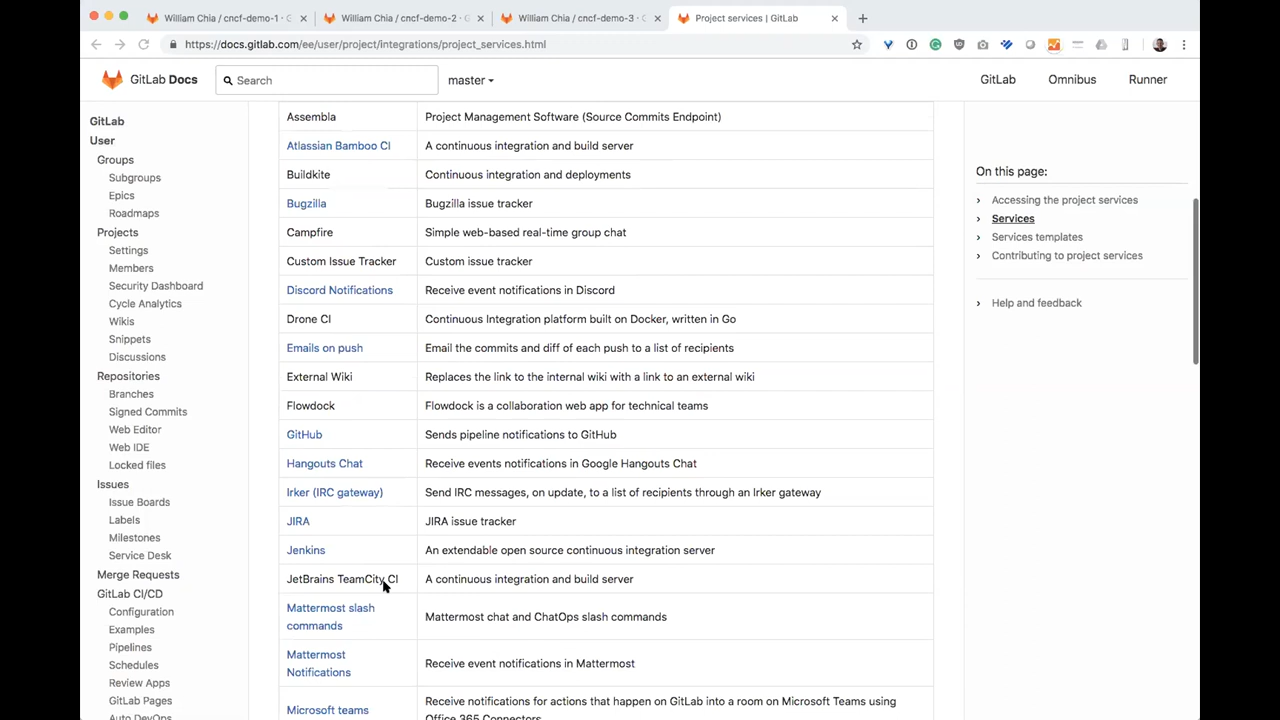 William Chia / cncf-demo-1 · G
William Chia / cncf-demo-2 · G
William Chia / cncf-demo-3 · G
Project services | GitLab
https://docs.gitlab.com/ee/user/project/integrations/project_services.html
GitLab Docs
Search
master
GitLab
Omnibus
Runner
GitLab
User
Groups
Subgroups
Epics
Roadmaps
Projects
Settings
Members
Security Dashboard
Cycle Analytics
Wikis
Snippets
Discussions
Repositories
Branches
Signed Commits
Web Editor
Web IDE
Locked files
Issues
Issue Boards
Labels
Milestones
Service Desk
Merge Requests
GitLab CI/CD
Configuration
Examples
Pipelines
Schedules
Review Apps
GitLab Pages
Auto DevOps
Assembla Project Management Software (Source Commits Endpoint)
Atlassian Bamboo CI A continuous integration and build server
Buildkite Continuous integration and deployments
Bugzilla Bugzilla issue tracker
Campfire Simple web-based real-time group chat
Custom Issue Tracker Custom issue tracker
Discord Notifications Receive event notifications in Discord
Drone CI Continuous Integration platform built on Docker, written in Go
Emails on push Email the commits and diff of each push to a list of recipients
External Wiki Replaces the link to the internal wiki with a link to an external wiki
Flowdock Flowdock is a collaboration web app for technical teams
GitHub Sends pipeline notifications to GitHub
Hangouts Chat Receive events notifications in Google Hangouts Chat
Irker (IRC gateway) Send IRC messages, on update, to a list of recipients through an Irker gateway
JIRA JIRA issue tracker
Jenkins An extendable open source continuous integration server
JetBrains TeamCity CI A continuous integration and build server
Mattermost slash
commands
Mattermost chat and ChatOps slash commands
Mattermost
Notifications
Receive event notifications in Mattermost
Microsoft teams
Receive notifications for actions that happen on GitLab into a room on Microsoft Teams using
Office 365 Connectors
On this page:
Accessing the project services
Services
Services templates
Contributing to project services
Help and feedback